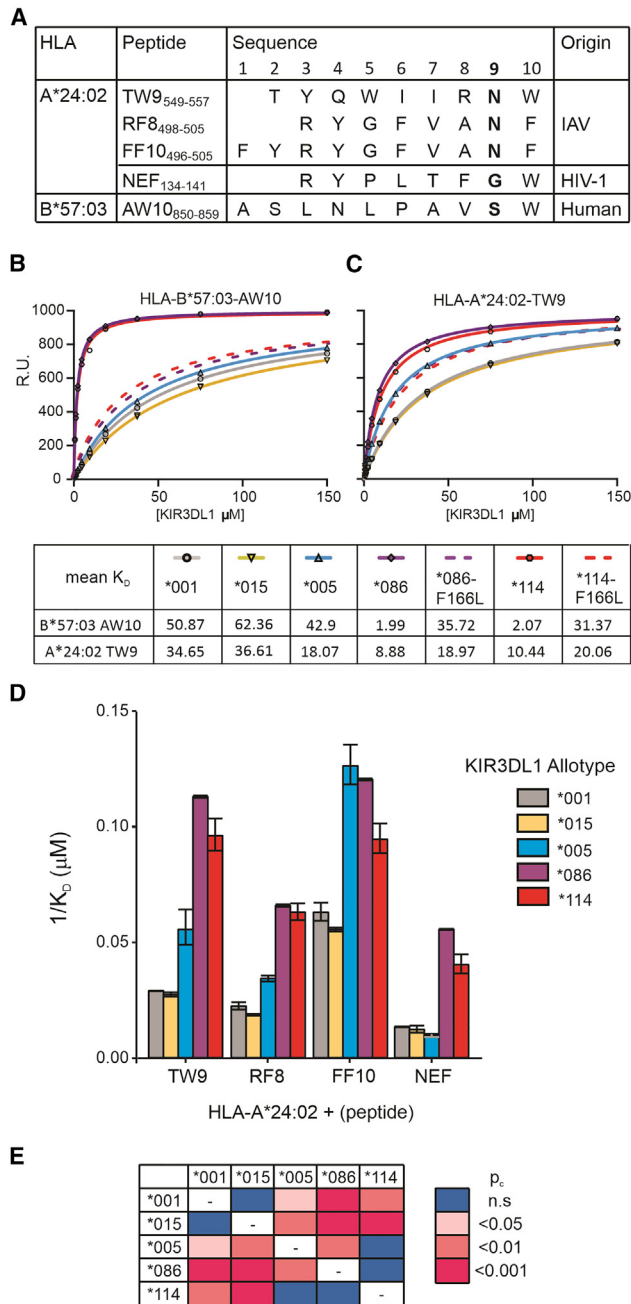 A
HLA Peptide Sequence Origin
1 2 3 4 5 6 7 8 9 10
A*24:02 TW9549-557 T Y Q W I I R N W
RF8498-505 R Y G F V A N F IAV
FF10496-505 F Y R Y G F V A N F
NEF134-141 R Y P L T F G W HIV-1
B*57:03 AW10850-859 A S L N L P A V S W Human
B
HLA-B*57:03-AW10
1000
800
600
400
200
0
R.U.
0 50 100 150
[KIR3DL1 μM]
C
HLA-A*24:02-TW9
0 50 100 150
[KIR3DL1 μM]
mean KD *001 *015 *005 *086 *086-F166L *114 *114-F166L
B*57:03 AW10 50.87 62.36 42.9 1.99 35.72 2.07 31.37
A*24:02 TW9 34.65 36.61 18.07 8.88 18.97 10.44 20.06
D
0.15
0.10
0.05
0.00
1/KD (μM)
TW9 RF8 FF10 NEF
HLA-A*24:02 + (peptide)
KIR3DL1 Allotype
*001
*015
*005
*086
*114
E
*001 *015 *005 *086 *114
*001 -
*015 -
*005 -
*086 -
*114 -
pc
n.s
<0.05
<0.01
<0.001